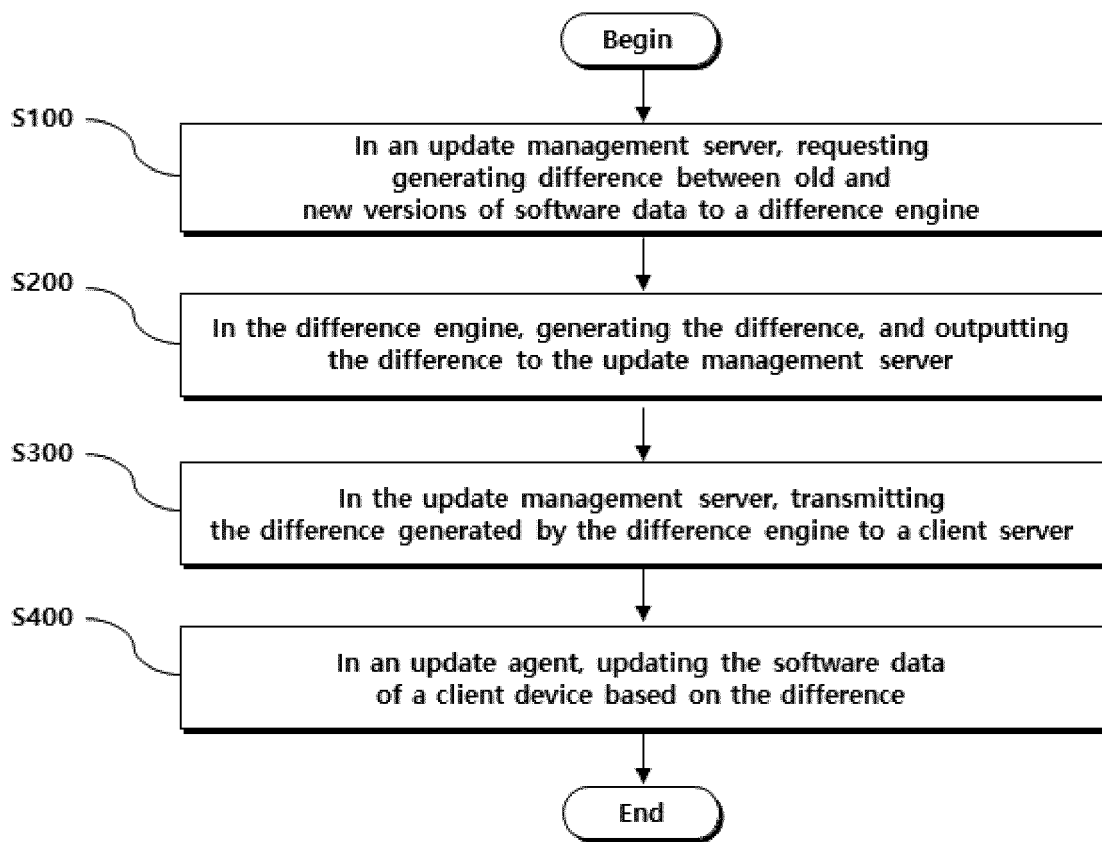 Begin
S100
In an update management server, requesting
generating difference between old and
new versions of software data to a difference engine
S200
In the difference engine, generating the difference, and outputting
the difference to the update management server
S300
In the update management server, transmitting
the difference generated by the difference engine to a client server
S400
In an update agent, updating the software data
of a client device based on the difference
End